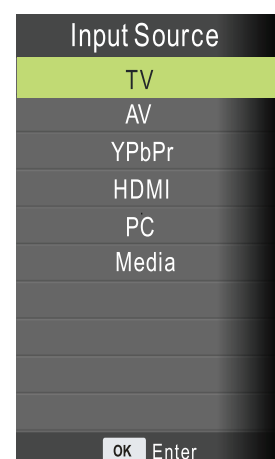 Input Source
TV
AV
YPbPr
HDMI
PC
Media
OK Enter